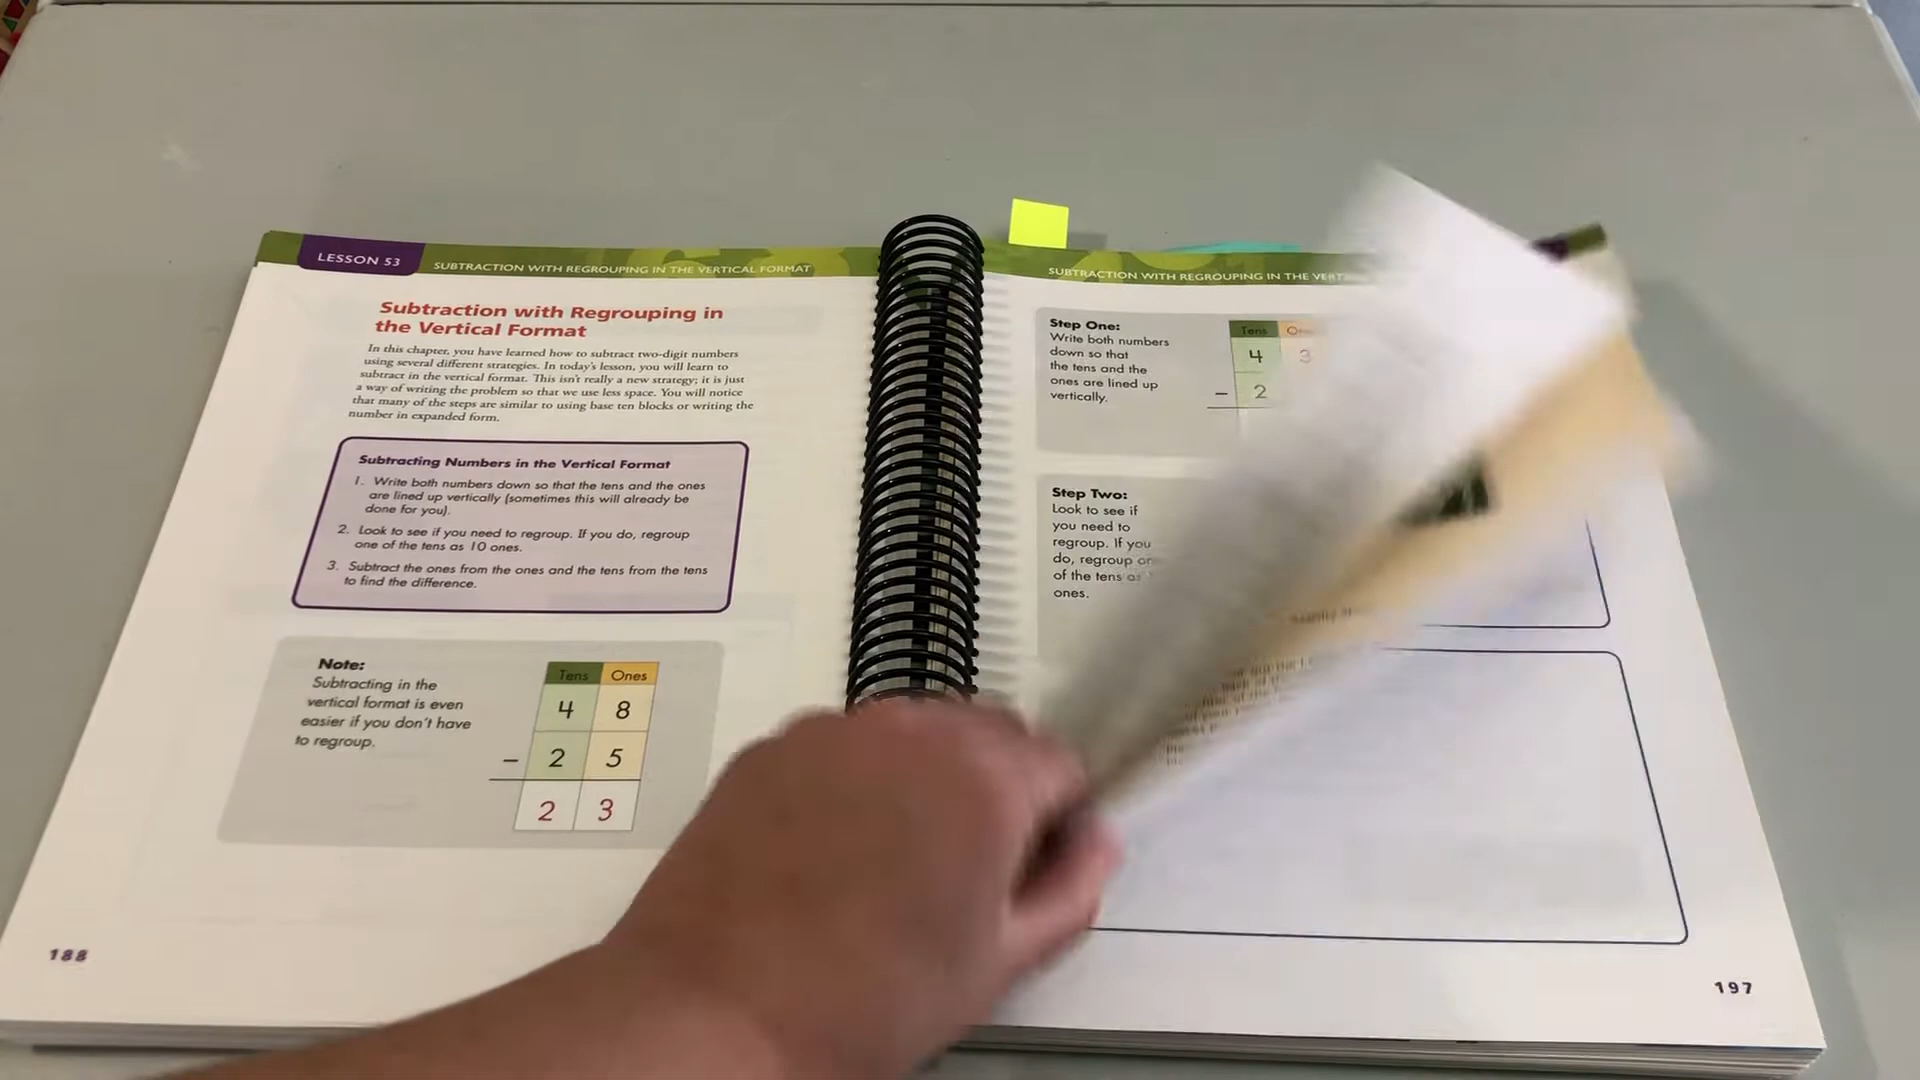 LESSON 53
SUBTRACTION WITH REGROUPING IN THE VERTICAL FORMAT
Subtraction with Regrouping in
the Vertical Format
In this chapter, you have learned how to subtract two-digit numbers
using several different strategies. In today's lesson, you will learn to
subtract in the vertical format. This isn't really a new strategy; it is just
a way of writing the problem so that we use less space. You will notice
that many of the steps are similar to using base ten blocks or writing the
number in expanded form.
Subtracting Numbers in the Vertical Format
1. Write both numbers down so that the tens and the ones
are lined up vertically (sometimes this will already be
done for you).
2. Look to see if you need to regroup. If you do, regroup
one of the tens as 10 ones.
3. Subtract the ones from the ones and the tens from the tens
to find the difference.
Note:
Subtracting in the
vertical format is even
easier if you don't have
to regroup.
Tens Ones
4 8
- 2 5
2 3
188
SUBTRACTION WITH REGROUPING IN THE
Step One:
Write both numbers
down so that
the tens and the
ones are lined up
vertically.
Tens
4 3
- 2
Step Two:
Look to see if
you need to
regroup. If you
do, regroup
of the tens
ones.
197